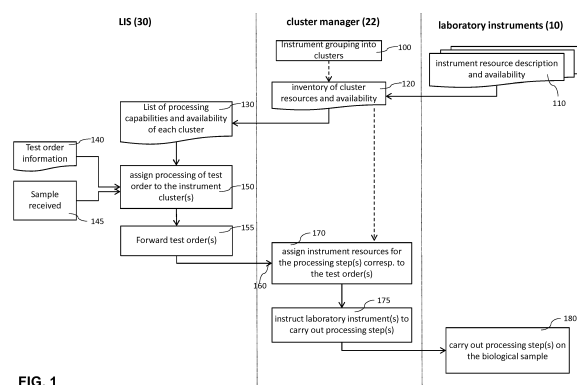 LIS (30)
cluster manager (22)
laboratory instruments (10)
Instrument grouping into
clusters
100
instrument resource description
and availability
110
inventory of cluster
resources and availability
120
List of processing
capabilities and availability
of each cluster
130
Test order
information
140
Sample
received
145
assign processing of test
order to the instrument
cluster(s)
150
Forward test order(s)
155
160
assign instrument resources for
the processing step(s) corresp. to
the test order(s)
170
instruct laboratory instrument(s) to
carry out processing step(s)
175
carry out processing step(s) on
the biological sample
180
FIG. 1